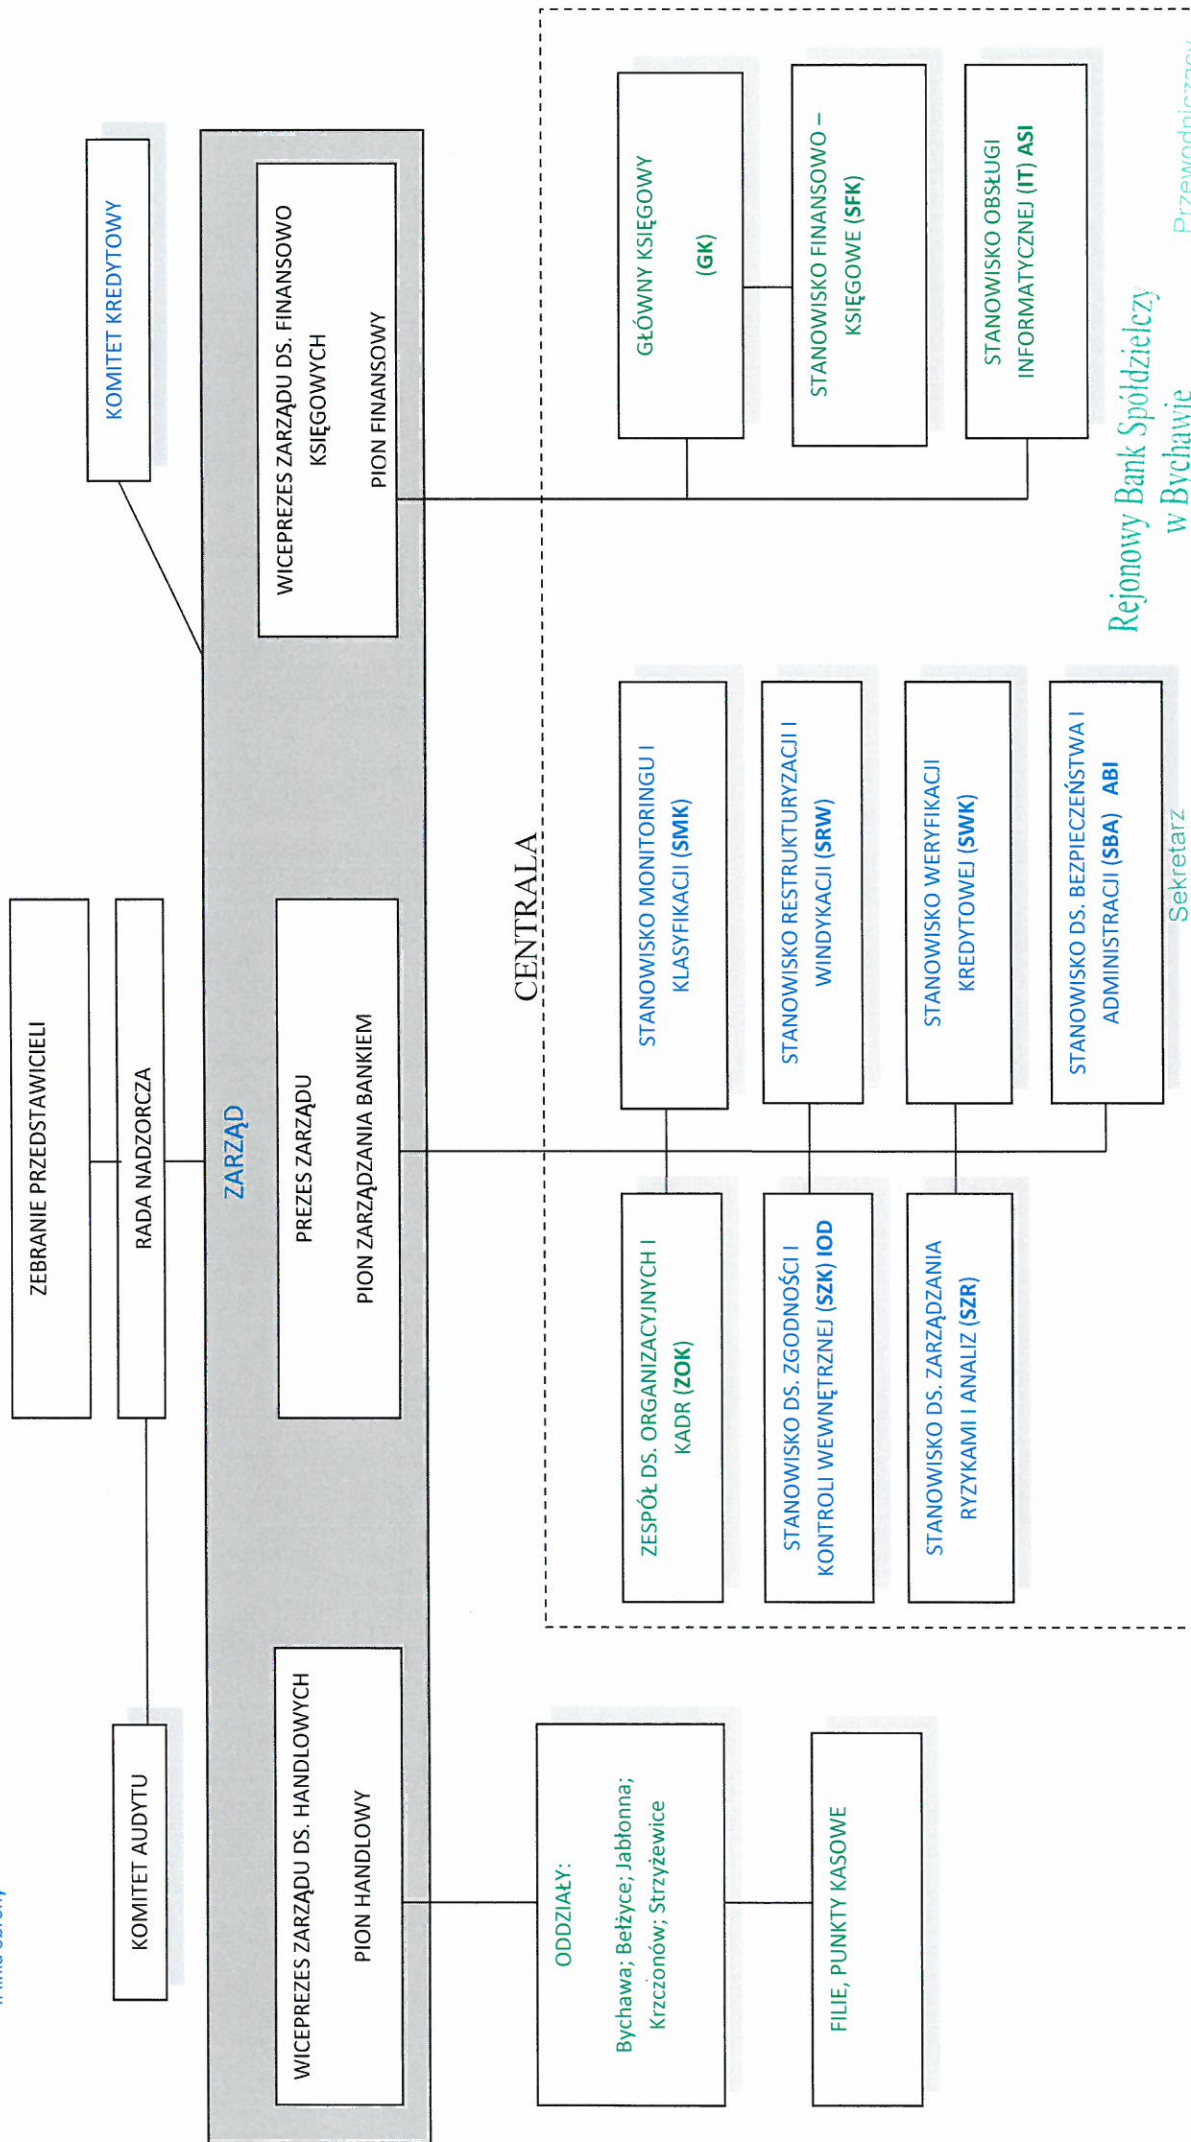 II linia obrony
ZEBRANIE PRZEDSTAWICIELI
RADA NADZORCZA
KOMITET AUDYTU
KOMITET KREDYTOWY
ZARZĄD
WICEPREZES ZARZĄDU DS. HANDLOWYCH
PION HANDLOWY
PREZES ZARZĄDU
PION ZARZĄDZANIA BANKIEM
WICEPREZES ZARZĄDU DS. FINANSOWO
KSIĘGOWYCH
PION FINANSOWY
CENTRALA
ODDZIAŁY:
Bychawa; Bełżyce; Jabłonna;
Krzczonów; Strzyżewice
FILIE, PUNKTY KASOWE
ZESPÓŁ DS. ORGANIZACYJNYCH I
KADR (ZOK)
STANOWISKO DS. ZGODNOŚCI I
KONTROLI WEWNĘTRZNEJ (SZK) IOD
STANOWISKO DS. ZARZĄDZANIA
RYZYKAMI I ANALIZ (SZR)
STANOWISKO MONITORINGU I
KLASYFIKACJI (SMK)
STANOWISKO RESTRUKTURYZACJI I
WINDYKACJI (SRW)
STANOWISKO WERYFIKACJI
KREDYTOWEJ (SWK)
STANOWISKO DS. BEZPIECZEŃSTWA I
ADMINISTRACJI (SBA) ABI
GŁÓWNY KSIĘGOWY
(GK)
STANOWISKO FINANSOWO –
KSIĘGOWE (SFK)
STANOWISKO OBSŁUGI
INFORMATYCZNEJ (IT) ASI
Rejonowy Bank Spółdzielczy
w Bychawie
Sekretarz
Przewodniczący